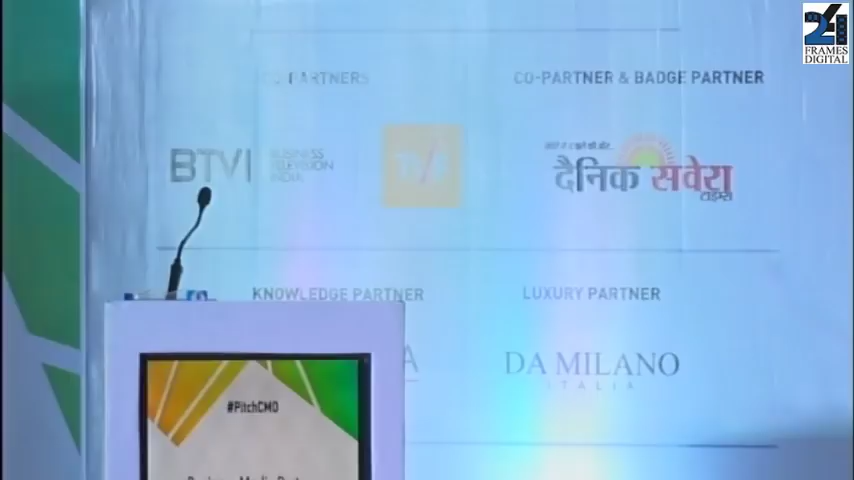 24
FRAMES
DIGITAL
PARTNERS
CO-PARTNER & BADGE PARTNER
BTVI
BUSINESS
TELEVISION
INDIA
दैनिक सवेरा
टाइम्स
KNOWLEDGE PARTNER
LUXURY PARTNER
DA MILANO
ITALIA
#PitchCMO